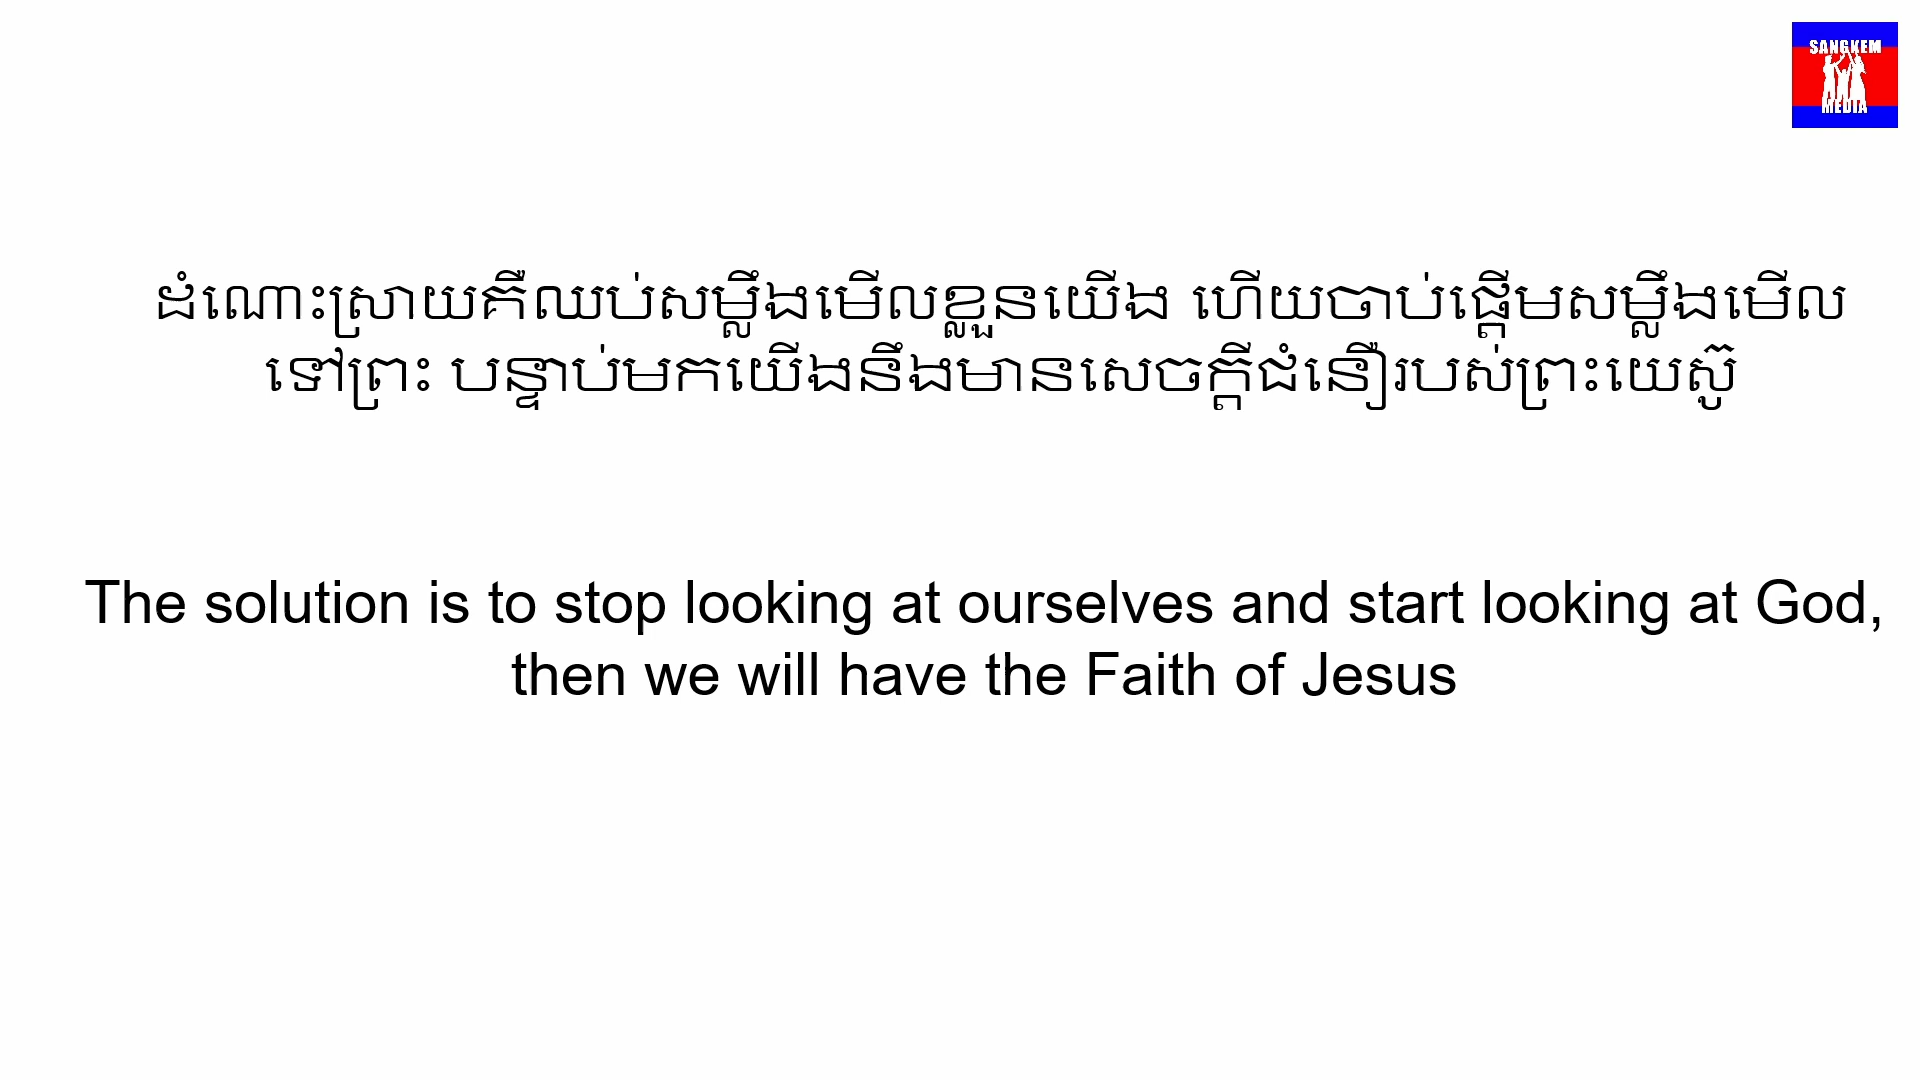 SANGKEM
MEDIA
ដំណោះស្រាយគឺឈប់សម្លឹងមើលខ្លួនយើង ហើយចាប់ផ្តើមសម្លឹងមើល
ទៅព្រះ បន្ទាប់មកយើងនឹងមានសេចក្តីជំនឿរបស់ព្រះយេស៊ូ
The solution is to stop looking at ourselves and start looking at God,
then we will have the Faith of Jesus